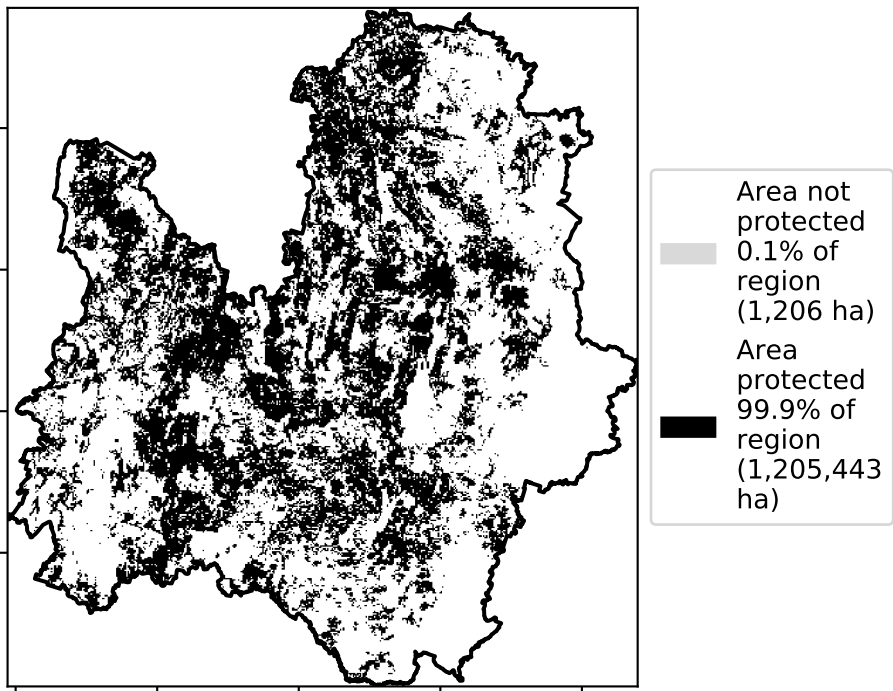 Area not
protected
0.1% of
region
(1,206 ha)
Area
protected
99.9% of
region
(1,205,443
ha)